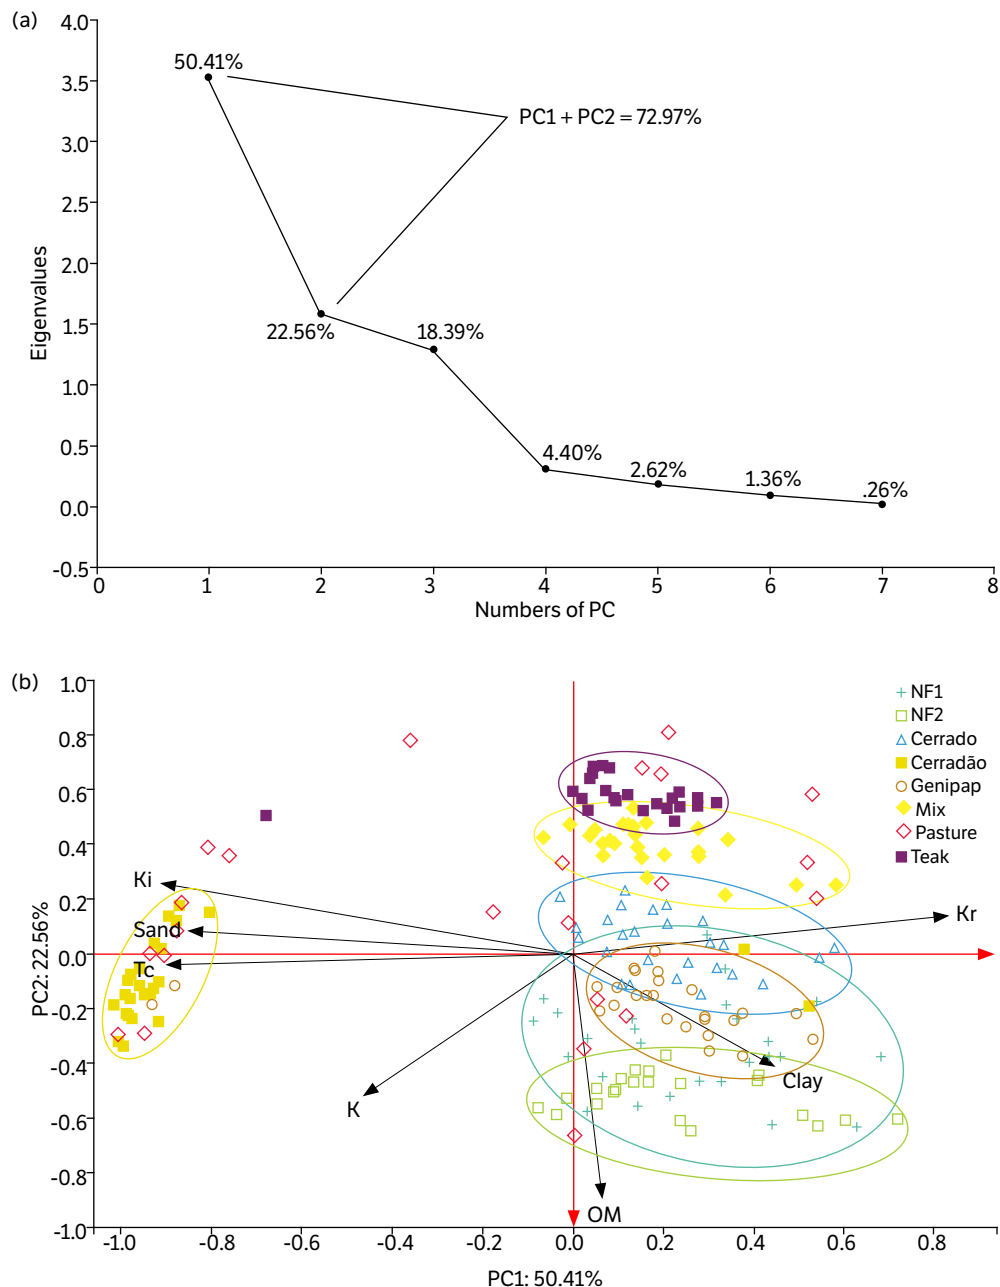 (a)
4.0
3.5
3.0
2.5
2.0
1.5
1.0
0.5
0.0
-0.5
Eigenvalues
50.41%
PC1 + PC2 = 72.97%
22.56%
18.39%
4.40%
2.62%
1.36%
.26%
0 1 2 3 4 5 6 7 8
Numbers of PC
(b)
1.0
0.8
0.6
0.4
0.2
0.0
-0.2
-0.4
-0.6
-0.8
-1.0
PC2: 22.56%
NF1
NF2
Cerrado
Cerradão
Genipap
Mix
Pasture
Teak
Ki
Sand
Tc
K
OM
Clay
Kr
-1.0 -0.8 -0.6 -0.4 -0.2 0.0 0.2 0.4 0.6 0.8
PC1: 50.41%